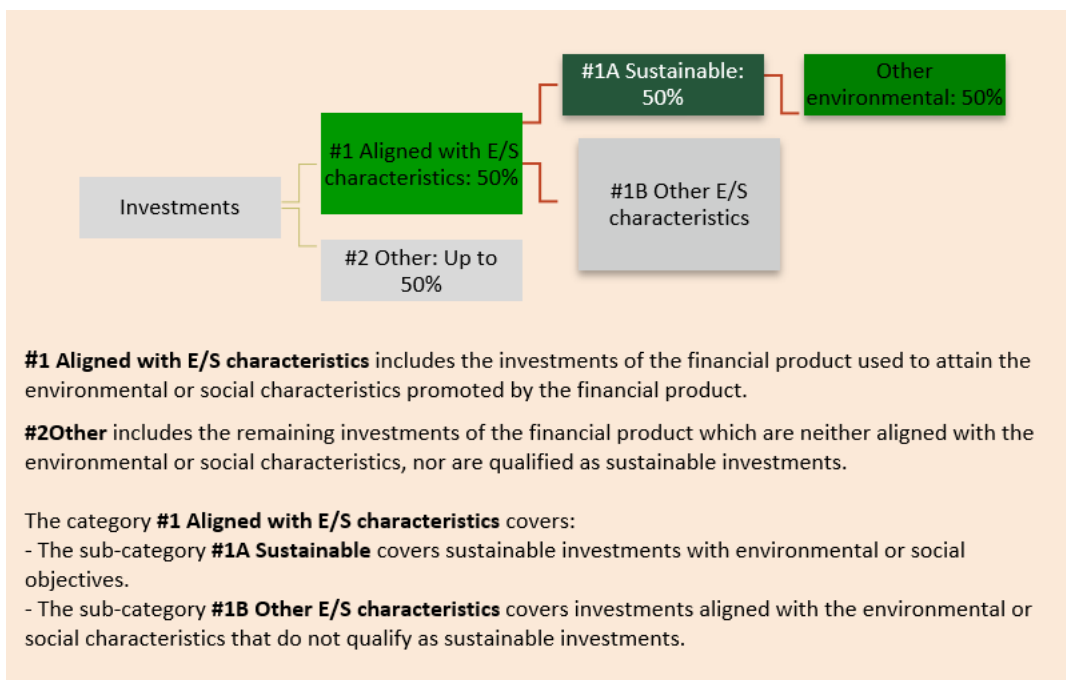 #1A Sustainable:
50%
Other
environmental: 50%
#1 Aligned with E/S
characteristics: 50%
#1B Other E/S
characteristics
Investments
#2 Other: Up to
50%
#1 Aligned with E/S characteristics includes the investments of the financial product used to attain the
environmental or social characteristics promoted by the financial product.
#2Other includes the remaining investments of the financial product which are neither aligned with the
environmental or social characteristics, nor are qualified as sustainable investments.
The category #1 Aligned with E/S characteristics covers:
- The sub-category #1A Sustainable covers sustainable investments with environmental or social
objectives.
- The sub-category #1B Other E/S characteristics covers investments aligned with the environmental or
social characteristics that do not qualify as sustainable investments.